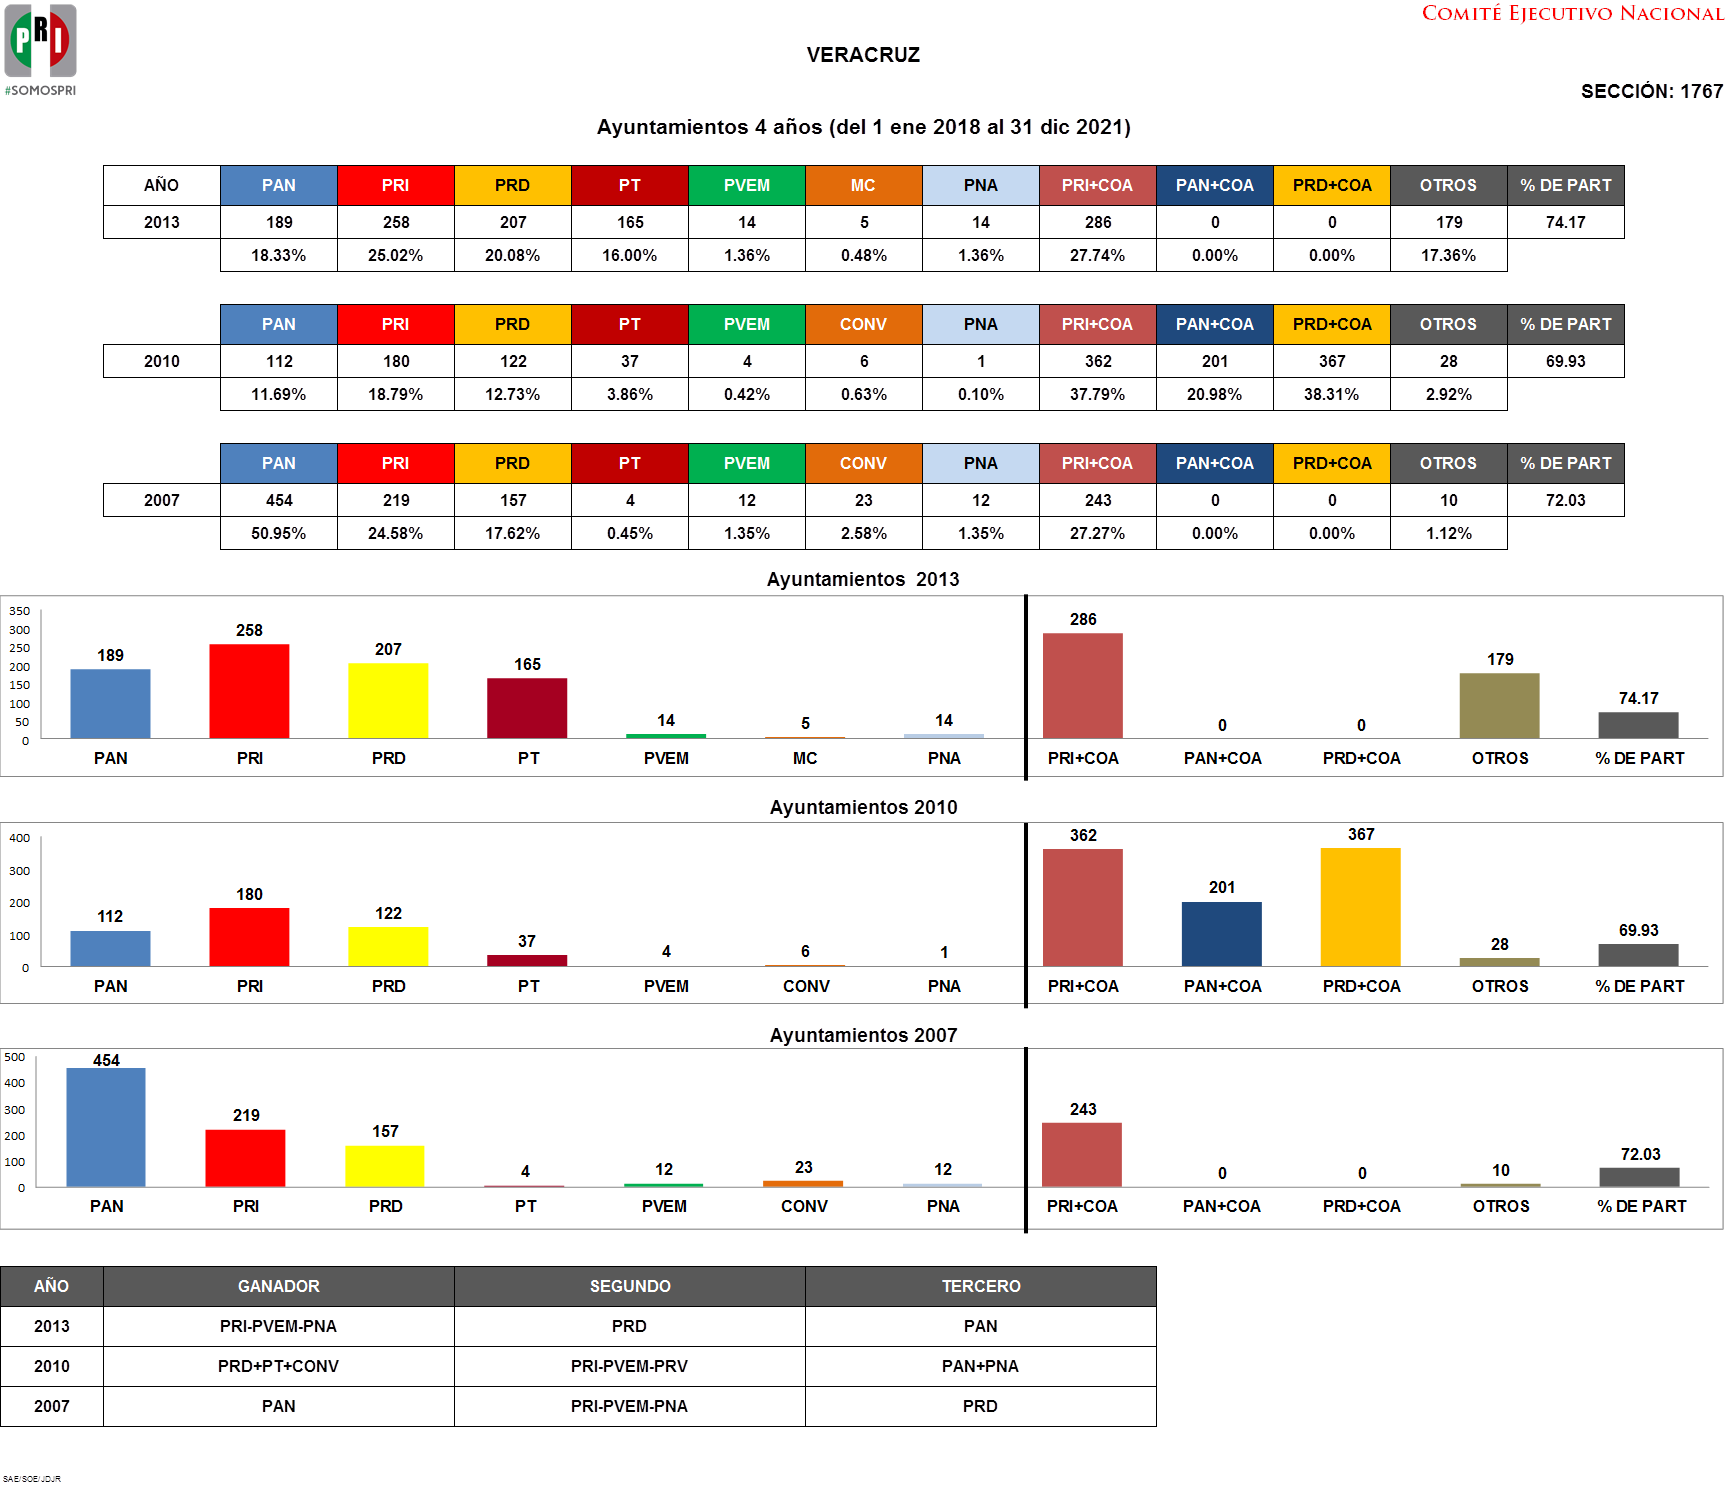 PRI
#SOMOSPRI
COMITÉ EJECUTIVO NACIONAL
VERACRUZ
SECCIÓN: 1767
Ayuntamientos 4 años (del 1 ene 2018 al 31 dic 2021)
AÑO PAN PRI PRD PT PVEM MC PNA PRI+COA PAN+COA PRD+COA OTROS % DE PART
2013 189 258 207 165 14 5 14 286 0 0 179 74.17
18.33% 25.02% 20.08% 16.00% 1.36% 0.48% 1.36% 27.74% 0.00% 0.00% 17.36%
PAN PRI PRD PT PVEM CONV PNA PRI+COA PAN+COA PRD+COA OTROS % DE PART
2010 112 180 122 37 4 6 1 362 201 367 28 69.93
11.69% 18.79% 12.73% 3.86% 0.42% 0.63% 0.10% 37.79% 20.98% 38.31% 2.92%
PAN PRI PRD PT PVEM CONV PNA PRI+COA PAN+COA PRD+COA OTROS % DE PART
2007 454 219 157 4 12 23 12 243 0 0 10 72.03
50.95% 24.58% 17.62% 0.45% 1.35% 2.58% 1.35% 27.27% 0.00% 0.00% 1.12%
Ayuntamientos 2013
350
300
250
200
150
100
50
0
189 258 207 165 14 5 14 286 0 0 179 74.17
PAN PRI PRD PT PVEM MC PNA PRI+COA PAN+COA PRD+COA OTROS % DE PART
Ayuntamientos 2010
400
300
200
100
0
112 180 122 37 4 6 1 362 201 367 28 69.93
PAN PRI PRD PT PVEM CONV PNA PRI+COA PAN+COA PRD+COA OTROS % DE PART
Ayuntamientos 2007
500
400
300
200
100
0
454 219 157 4 12 23 12 243 0 0 10 72.03
PAN PRI PRD PT PVEM CONV PNA PRI+COA PAN+COA PRD+COA OTROS % DE PART
AÑO GANADOR SEGUNDO TERCERO
2013 PRI-PVEM-PNA PRD PAN
2010 PRD+PT+CONV PRI-PVEM-PRV PAN+PNA
2007 PAN PRI-PVEM-PNA PRD
SAE/SOE/JDJR